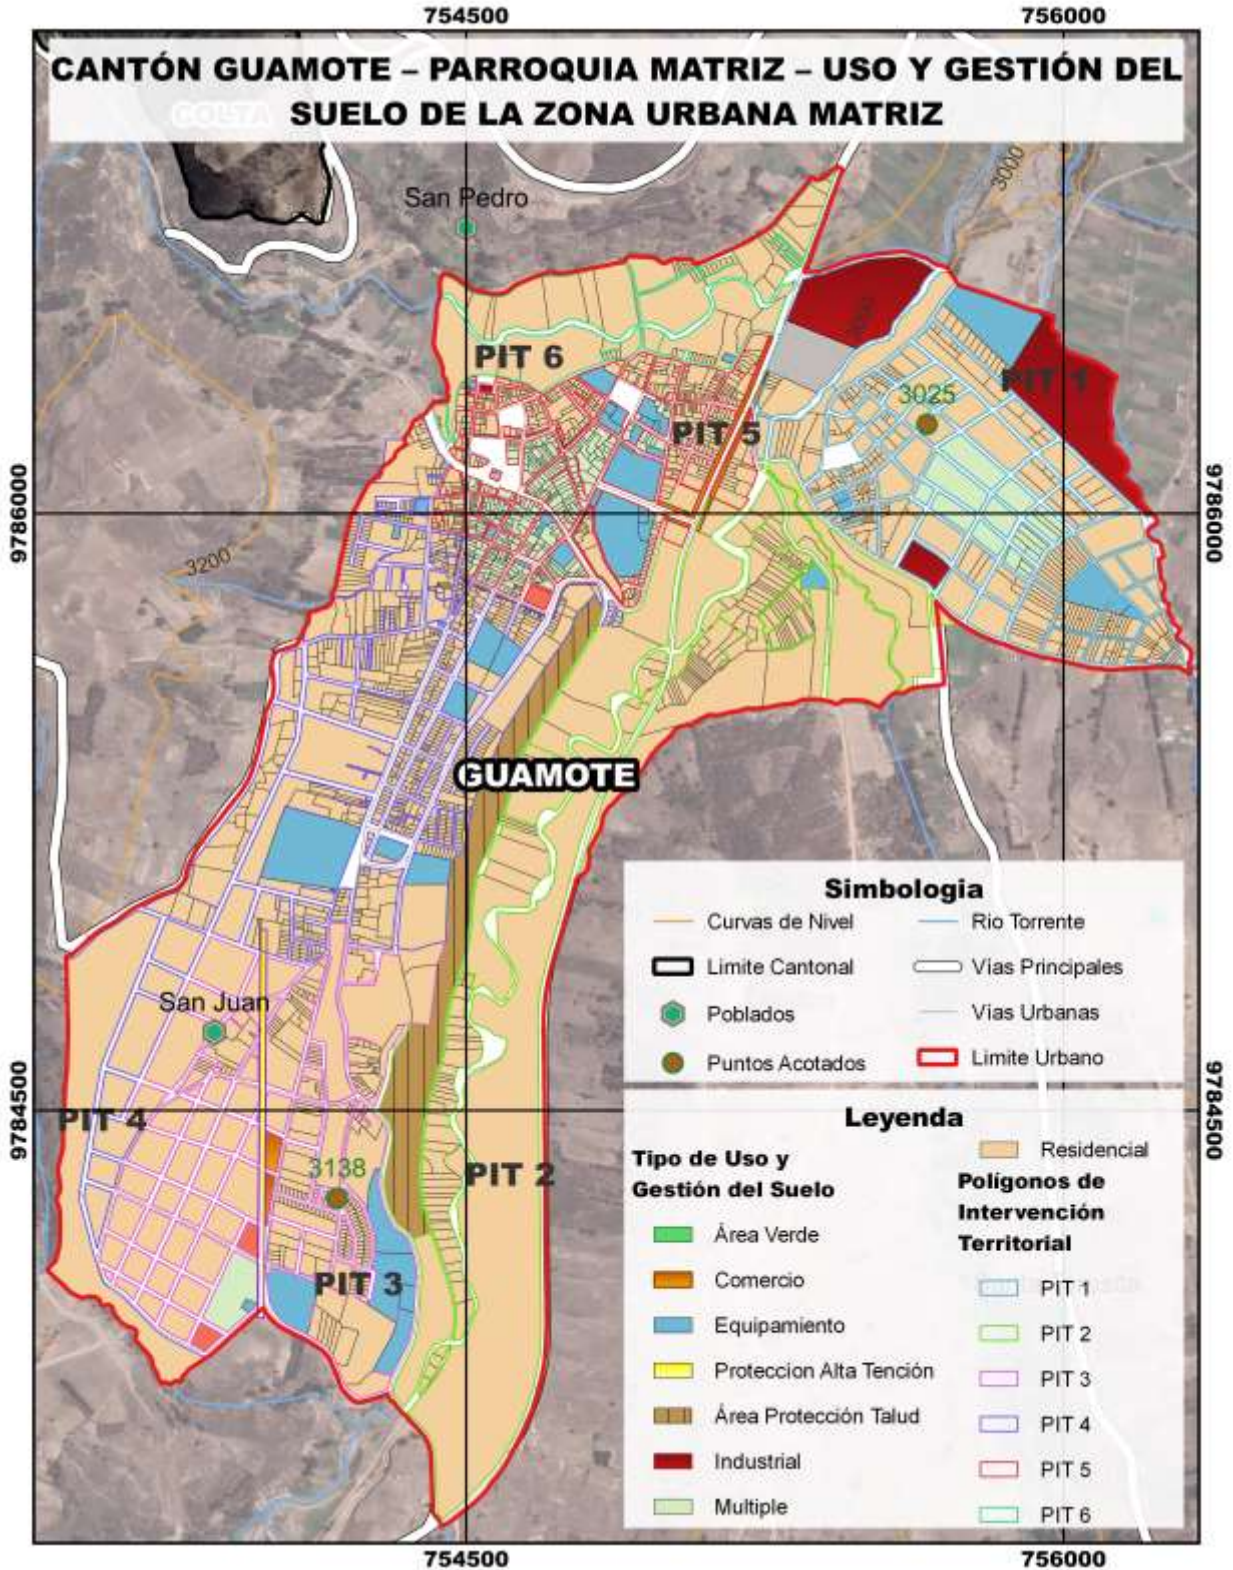 754500
756000
CANTÓN GUAMOTE – PARROQUIA MATRIZ – USO Y GESTIÓN DEL
SUELO DE LA ZONA URBANA MATRIZ
COLTA
3000
San Pedro
3000
PIT 6
PIT 1
3025
PIT 5
9786000
9786000
3200
GUAMOTE
San Juan
PIT 4
9784500
9784500
3138
PIT 2
PIT 3
Simbologia
Curvas de Nivel
Rio Torrente
Limite Cantonal
Vias Principales
Poblados
Vias Urbanas
Puntos Acotados
Limite Urbano
Leyenda
Tipo de Uso y
Gestión del Suelo
Área Verde
Comercio
Equipamiento
Proteccion Alta Tención
Área Protección Talud
Industrial
Multiple
Residencial
Polígonos de
Intervención
Territorial
PIT 1
PIT 2
PIT 3
PIT 4
PIT 5
PIT 6
754500
756000